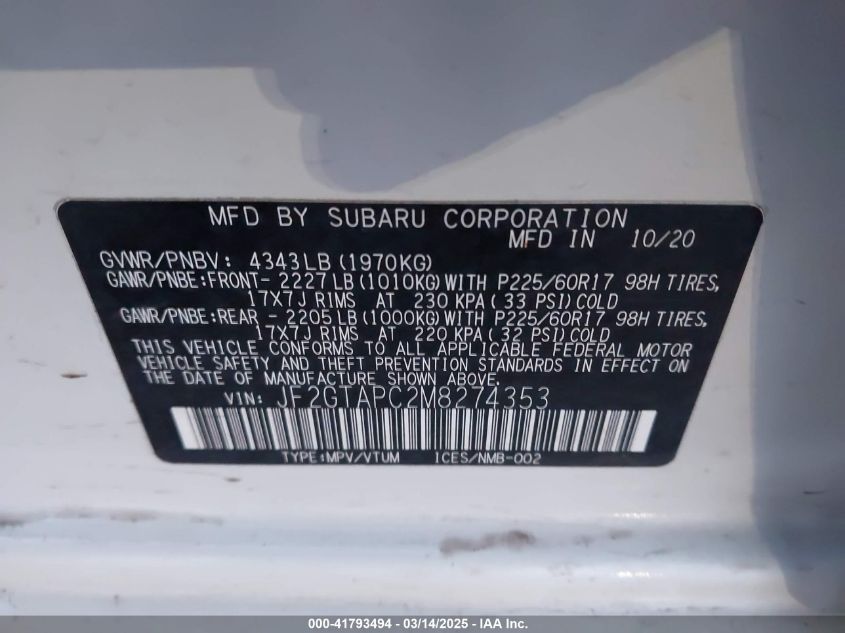 MFD BY SUBARU CORPORATION
MFD IN 10/20
GVWR/PNBV: 4343LB (1970KG)
GAWR/PNBE:FRONT- 2227LB (1010KG)WITH P225/60R17 98H TIRES,
17X7J RIMS AT 230 KPA( 33 PSI)COLD
GAWR/PNBE:REAR - 2205LB (1000KG)WITH P225/60R17 98H TIRES,
17X7J RIMS AT 220 KPA( 32 PSI)COLD
THIS VEHICLE CONFORMS TO ALL APPLICABLE FEDERAL MOTOR
VEHICLE SAFETY AND THEFT PREVENTION STANDARDS IN EFFECT ON
THE DATE OF MANUFACTURE SHOWN ABOVE.
VIN: JF2GTAPC2M8274353
TYPE:MPV/VTUM ICES/NMB-002
000-41793494 - 03/14/2025 - IAA Inc.